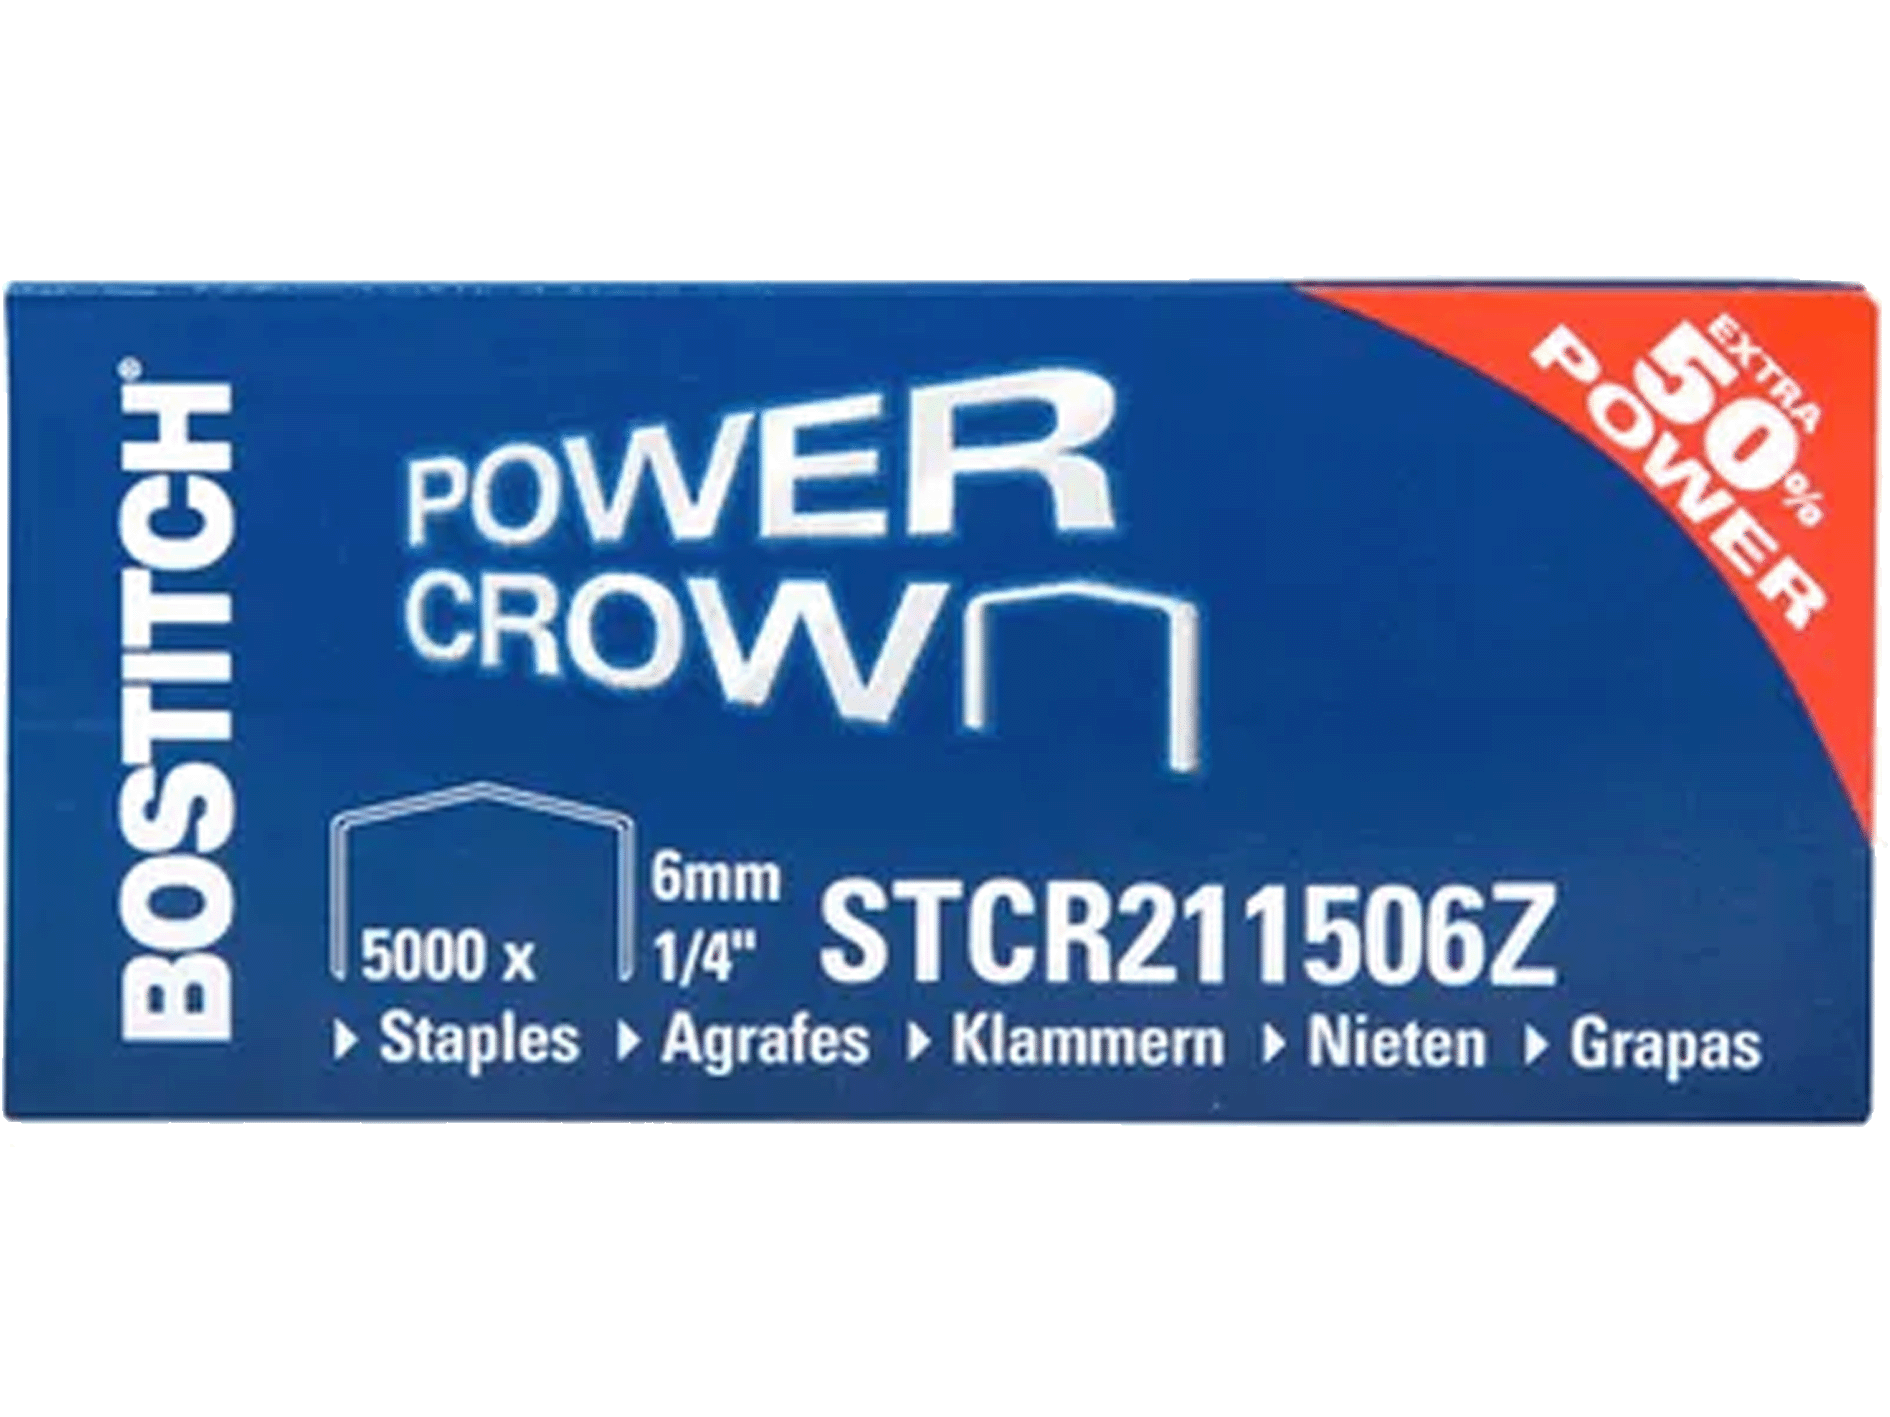 BOSTITCH®
POWER
CROWN
EXTRA
50%
POWER
5000 x
6mm
1/4"
STCR211506Z
Staples Agrafes Klammern Nieten Grapas